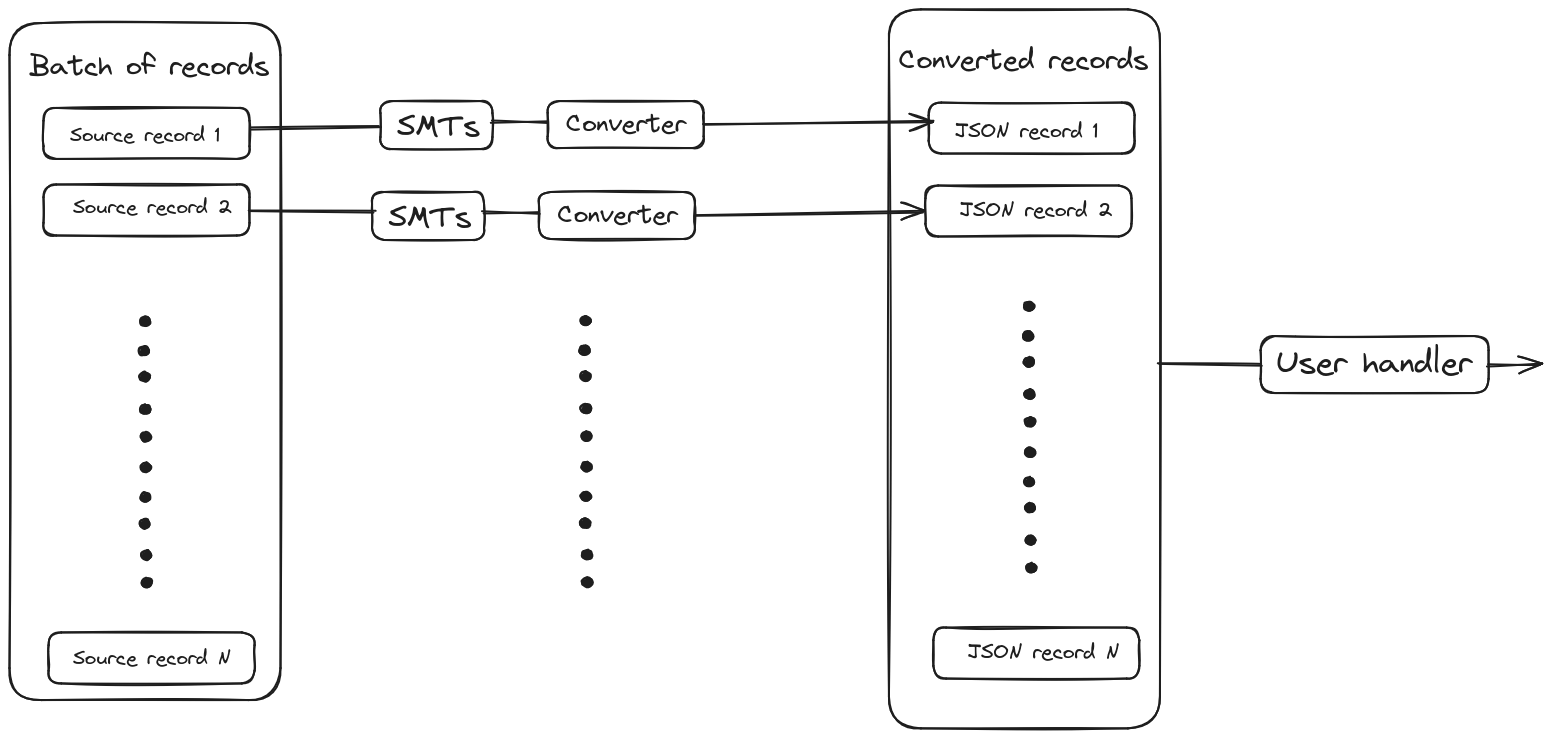 Batch of records
Source record 1
SMTs
Converter
Source record 2
SMTs
Converter
Source record N
Converted records
JSON record 1
JSON record 2
JSON record N
User handler